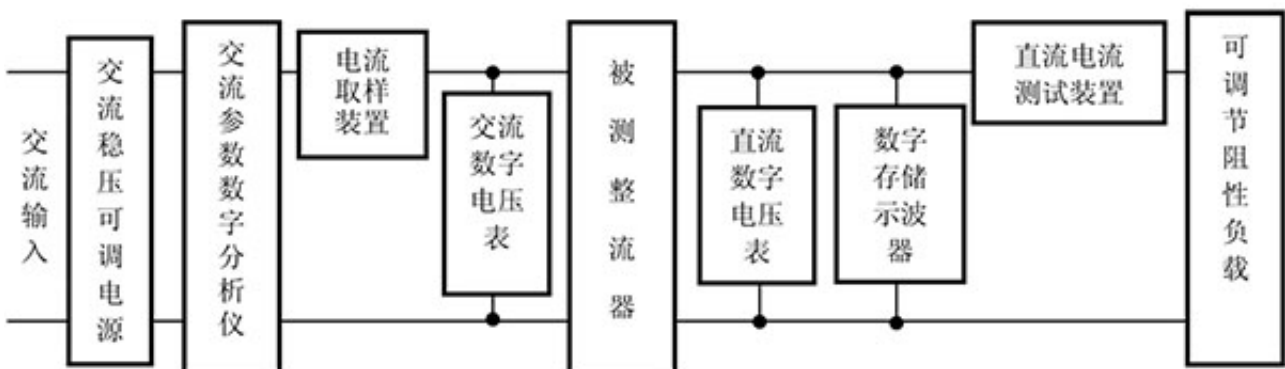 交流输入
交流稳压可调电源
交流参数数字分析仪
电流
取样
装置
交流
数字
电压
表
被测整流器
直流
数字
电压
表
数字
存储
示波
器
直流电流
测试装置
可调节阻性负载